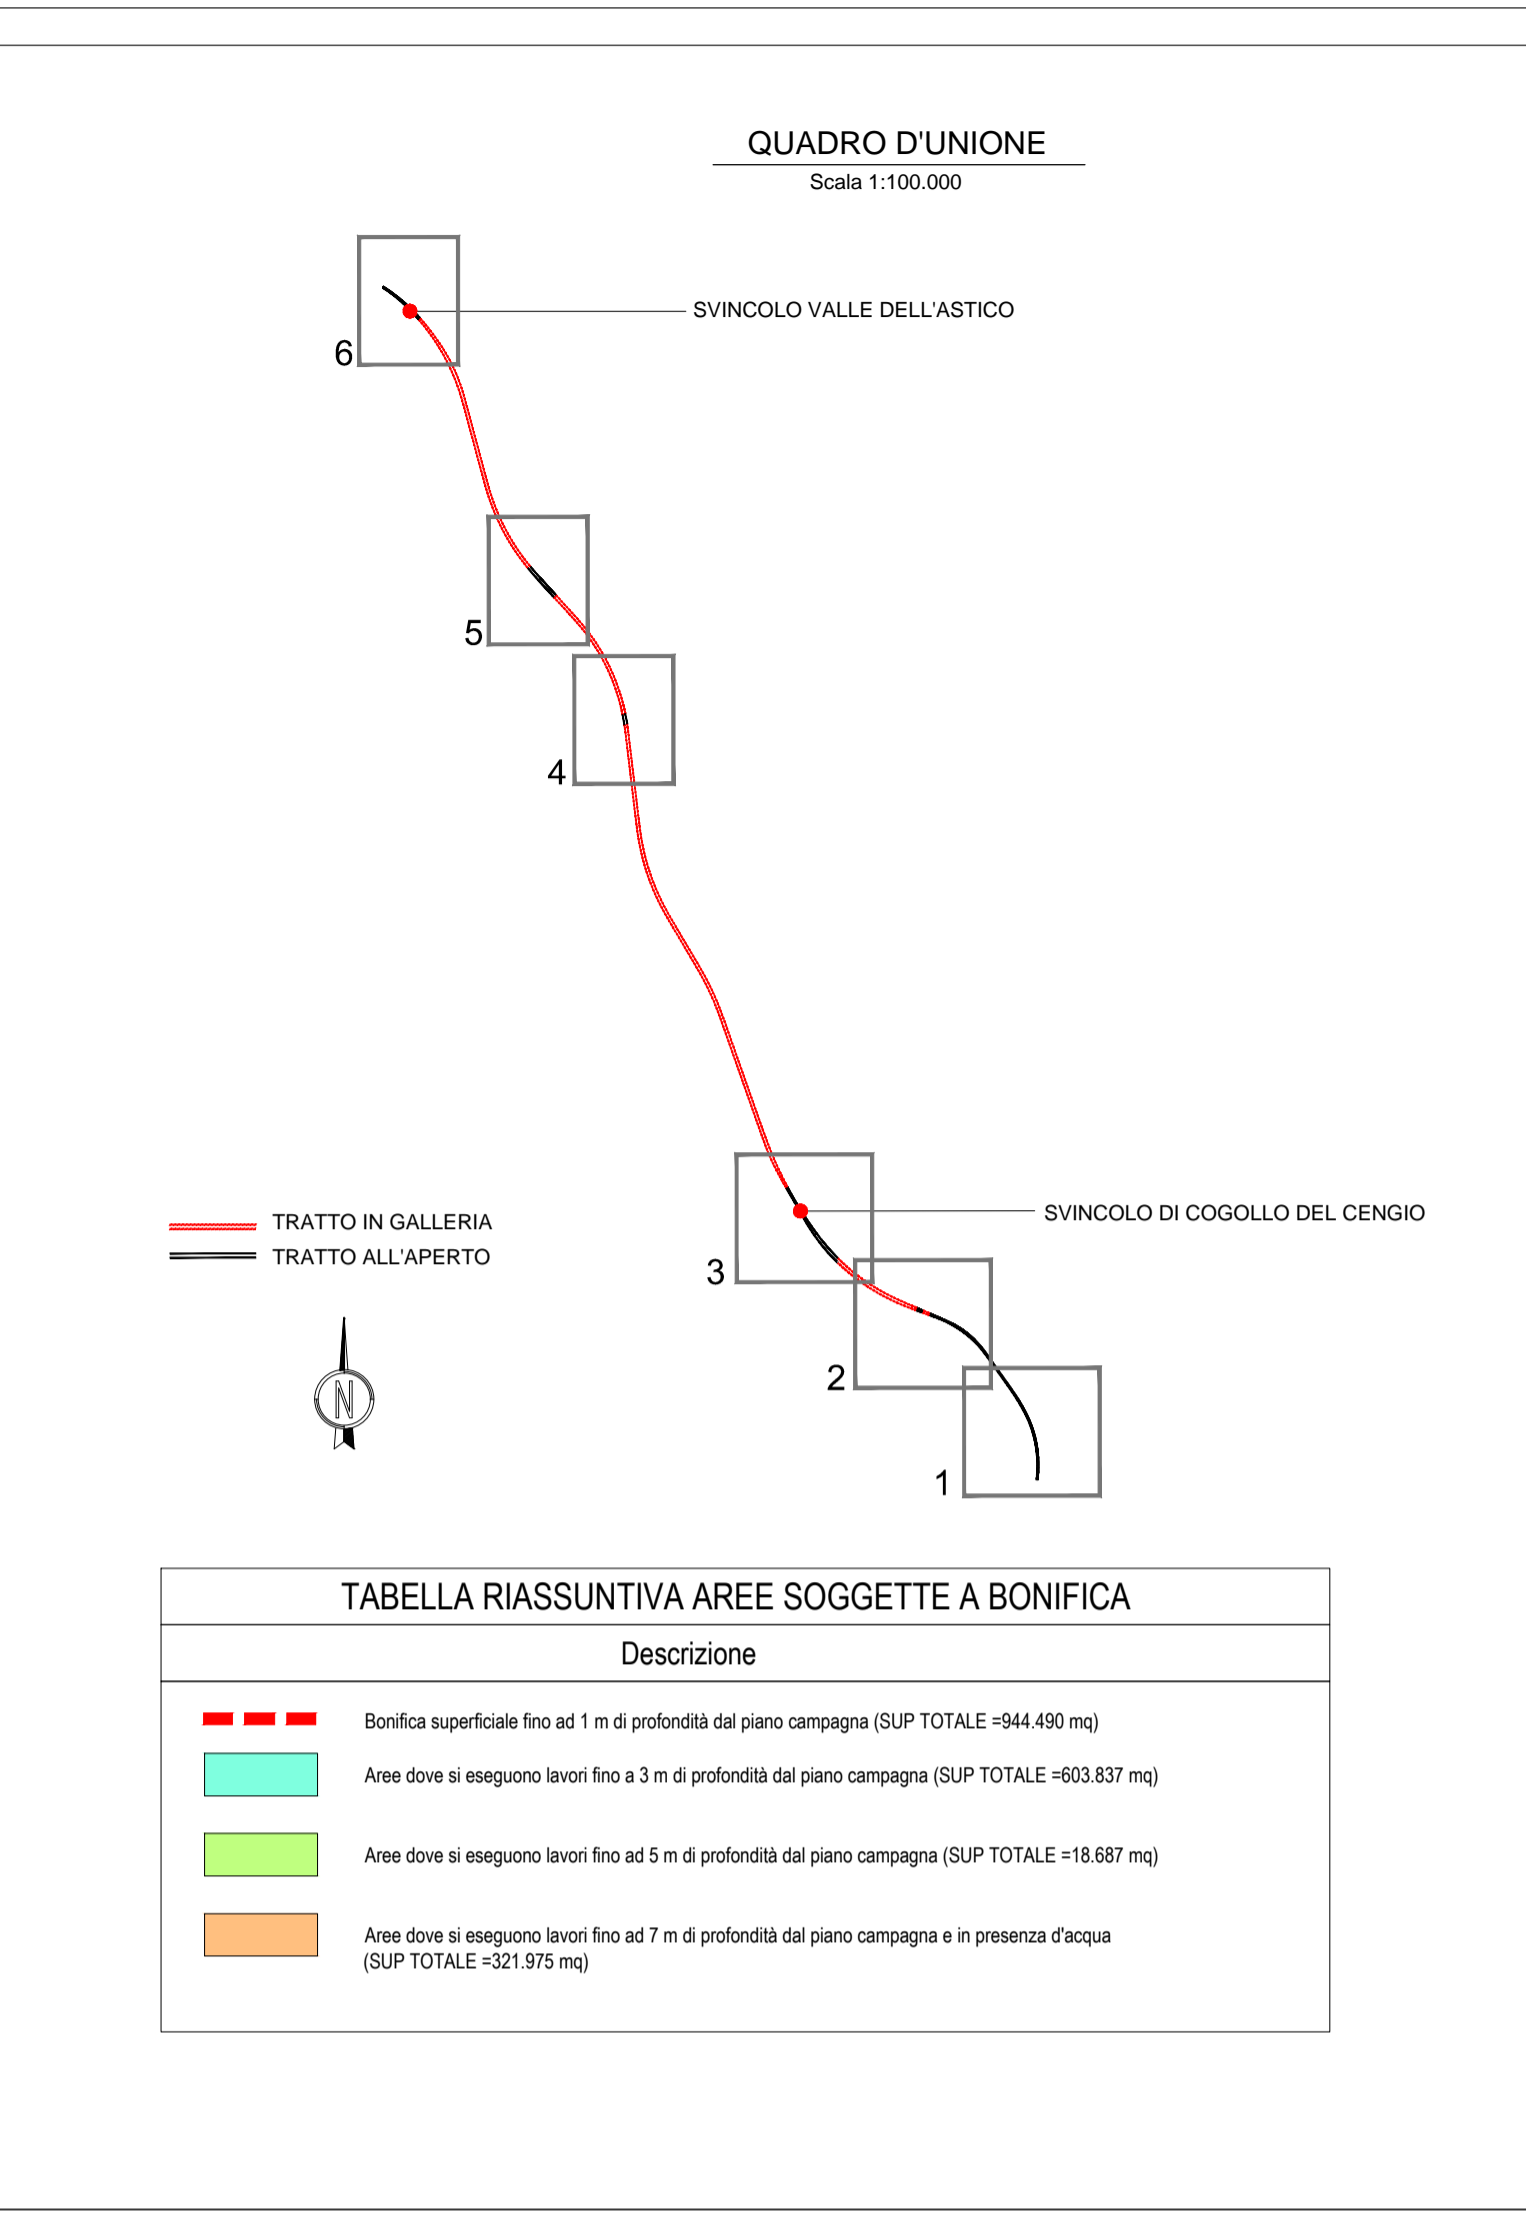 QUADRO D'UNIONE
Scala 1:100.000
SVINCOLO VALLE DELL'ASTICO
6
5
4
TRATTO IN GALLERIA
TRATTO ALL'APERTO
SVINCOLO DI COGOLLO DEL CENGIO
3
2
N
1
TABELLA RIASSUNTIVA AREE SOGGETTE A BONIFICA
Descrizione
Bonifica superficiale fino ad 1 m di profondità dal piano campagna (SUP TOTALE =944.490 mq)
Aree dove si eseguono lavori fino a 3 m di profondità dal piano campagna (SUP TOTALE =603.837 mq)
Aree dove si eseguono lavori fino ad 5 m di profondità dal piano campagna (SUP TOTALE =18.687 mq)
Aree dove si eseguono lavori fino ad 7 m di profondità dal piano campagna e in presenza d'acqua
(SUP TOTALE =321.975 mq)